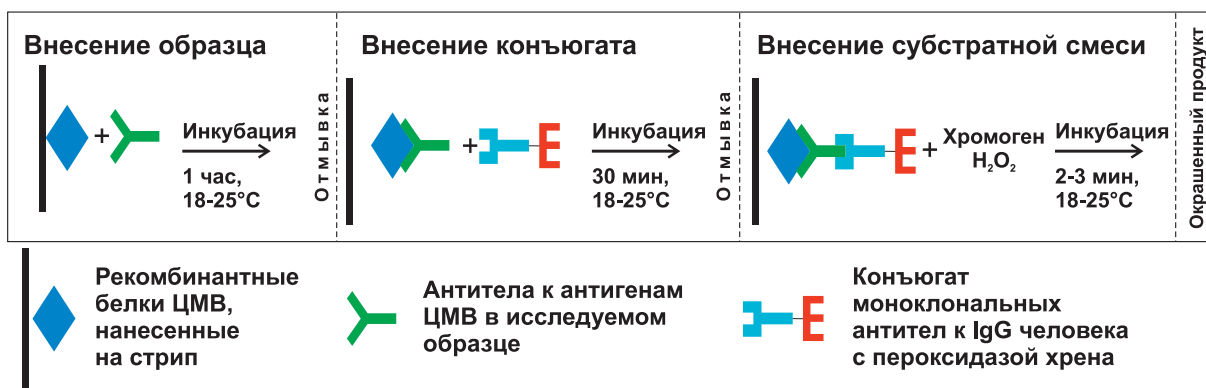 Внесение образца
+
Инкубация
1 час,
18-25°C
Отмывка
Внесение конъюгата
+
Инкубация
30 мин,
18-25°C
Отмывка
Внесение субстратной смеси
+
Хромоген
H₂O₂
Инкубация
2-3 мин,
18-25°C
Окрашенный продукт
Рекомбинантные
белки ЦМВ,
нанесенные
на стрип
Антитела к антигенам
ЦМВ в исследуемом
образце
Конъюгат
моноклональных
антител к IgG человека
с пероксидазой хрена